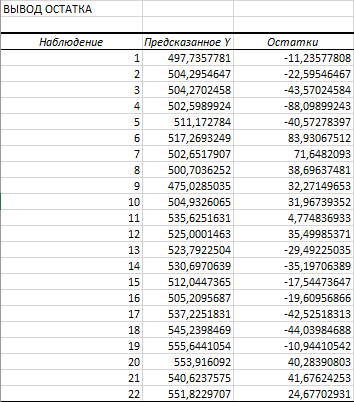 ВЫВОД ОСТАТКА
Наблюдение Предсказанное Y Остатки
1 497,7357781 -11,23577808
2 504,2954647 -22,59546467
3 504,2702458 -43,57024584
4 502,5989924 -88,09899243
5 511,172784 -40,57278397
6 517,2693249 83,93067512
7 502,6517907 71,6482093
8 500,7036252 38,69637481
9 475,0285035 32,27149653
10 504,9326065 31,96739352
11 535,6251631 4,774836933
12 525,0001463 35,49985371
13 523,7922504 -29,49225035
14 530,6970639 -35,19706389
15 512,0447365 -17,54473647
16 505,2095687 -19,60956866
17 537,2251831 -42,52518313
18 545,2398469 -44,03984688
19 555,6441054 -10,94410542
20 553,916092 40,28390803
21 540,6237575 41,67624253
22 551,8229707 24,67702931